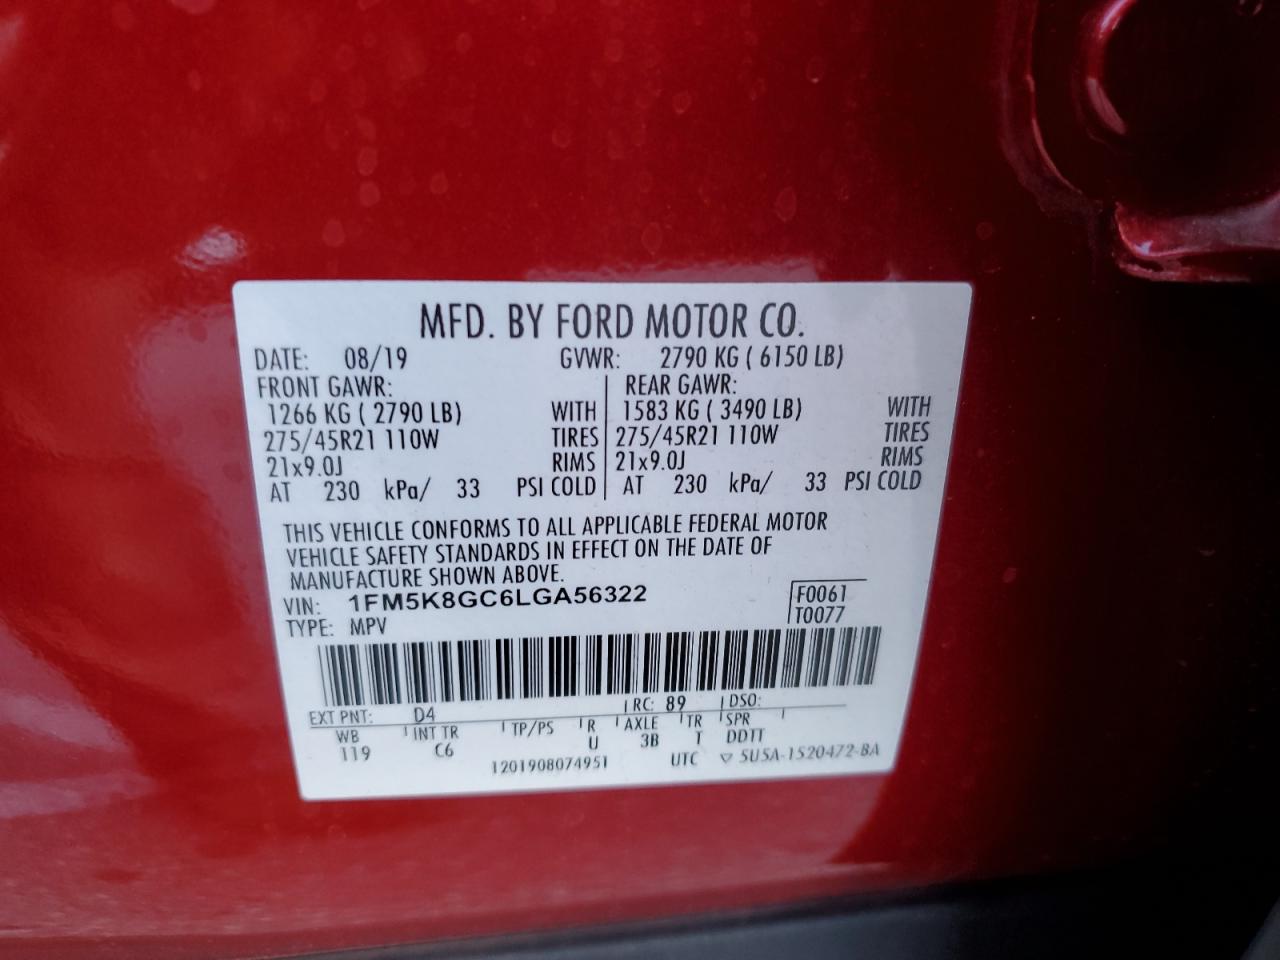 MFD. BY FORD MOTOR CO.
DATE: 08/19 GVWR: 2790 KG ( 6150 LB)
FRONT GAWR: REAR GAWR:
1266 KG ( 2790 LB) WITH 1583 KG ( 3490 LB) WITH
275/45R21 110W TIRES 275/45R21 110W TIRES
21x9.0J RIMS 21x9.0J RIMS
AT 230 kPa/ 33 PSI COLD AT 230 kPa/ 33 PSI COLD
THIS VEHICLE CONFORMS TO ALL APPLICABLE FEDERAL MOTOR
VEHICLE SAFETY STANDARDS IN EFFECT ON THE DATE OF
MANUFACTURE SHOWN ABOVE.
VIN: 1FM5K8GC6LGA56322 F0061
TYPE: MPV T0077
EXT PNT: D4 RC: 89 DSO:
WB INT TR TP/PS R AXLE TR SPR
119 C6 U 3B T DDTT
1201908074951 UTC ▽ 5U5A-1520472-BA